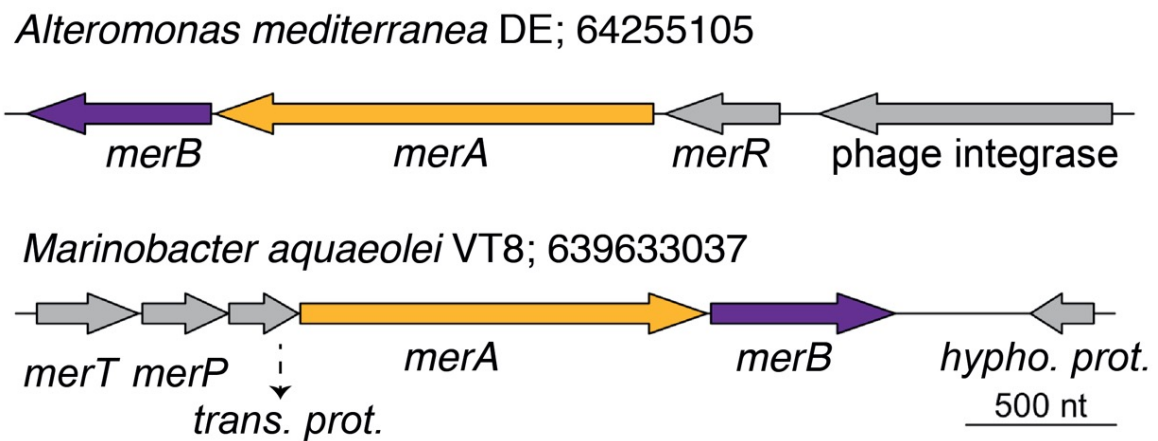 Alteromonas mediterranea DE; 64255105
merB merA merR phage integrase
Marinobacter aquaeolei VT8; 639633037
merT merP merA merB hypho. prot.
trans. prot. 500 nt